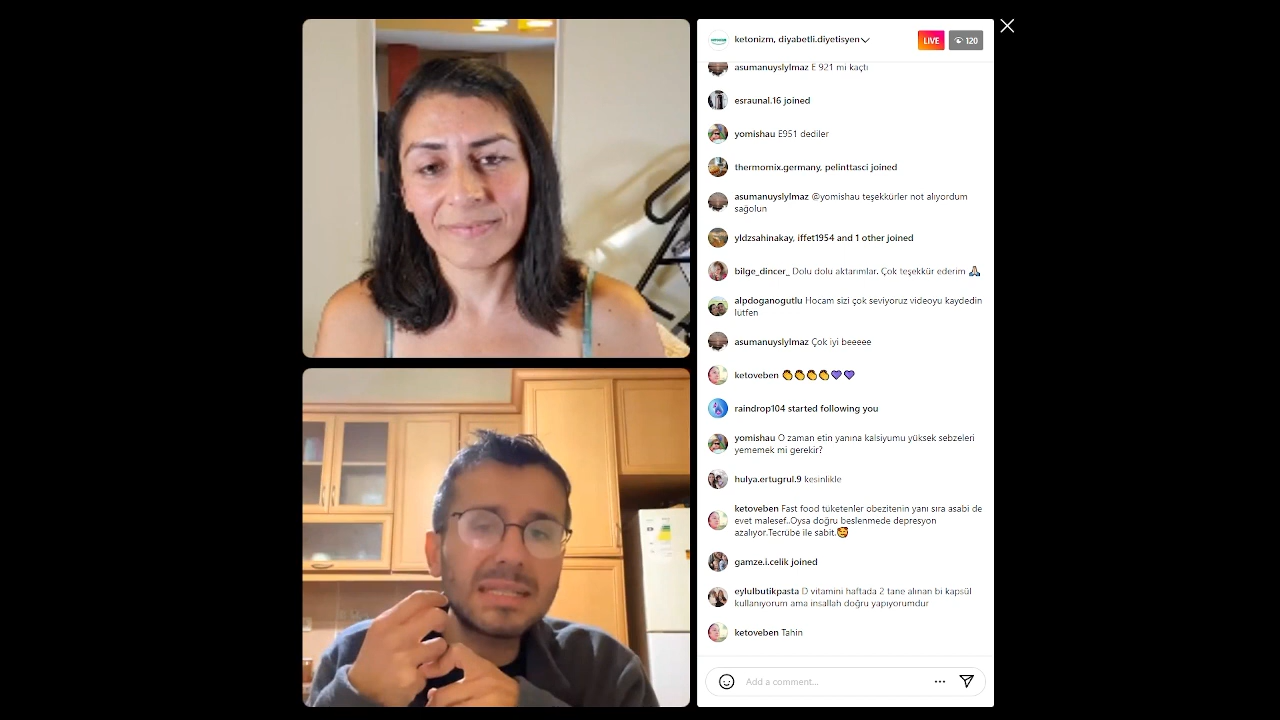 ketonizm, diyabetli.diyetisyen
LIVE
120
asumanuyslylmaz E 921 mi kaçtı
esraunal.16 joined
yomishau E951 dediler
thermomix.germany, pelinttasci joined
asumanuyslylmaz @yomishau teşekkürler not alıyordum
sağolun
yldzsahinakay, iffet1954 and 1 other joined
bilge_dincer_ Dolu dolu aktarımlar. Çok teşekkür ederim 🙏🏻
alpdoganogutlu Hocam sizi çok seviyoruz videoyu kaydedin
lutfen
asumanuyslylmaz Çok iyi beeeee
ketoveben 👏👏👏👏💜💜
raindrop104 started following you
yomishau O zaman etin yanına kalsiyumu yüksek sebzeleri
yememek mi gerekir?
hulya.ertugrul.9 kesinlikle
ketoveben Fast food tüketenler obezitenin yanı sıra asabi de
evet malesef..Oysa doğru beslenmede depresyon
azalıyor.Tecrübe ile sabit.🥰
gamze.i.celik joined
eylulbutikpasta D vitamini haftada 2 tane alınan bi kapsül
kullanıyorum ama insallah doğru yapıyorumdur
ketoveben Tahin
Add a comment...